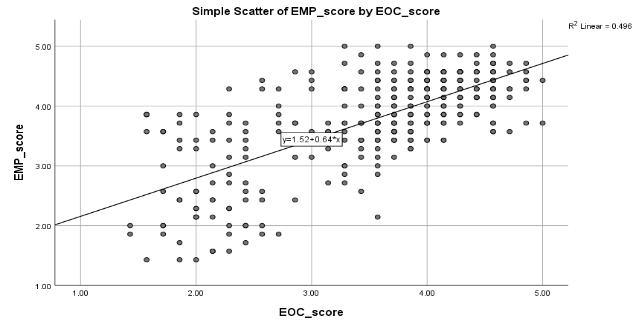 Simple Scatter of EMP_score by EOC_score
R² Linear = 0.496
5.00
4.00
3.00
2.00
1.00
EMP_score
y=1.52+0.64*x
1.00 2.00 3.00 4.00 5.00
EOC_score